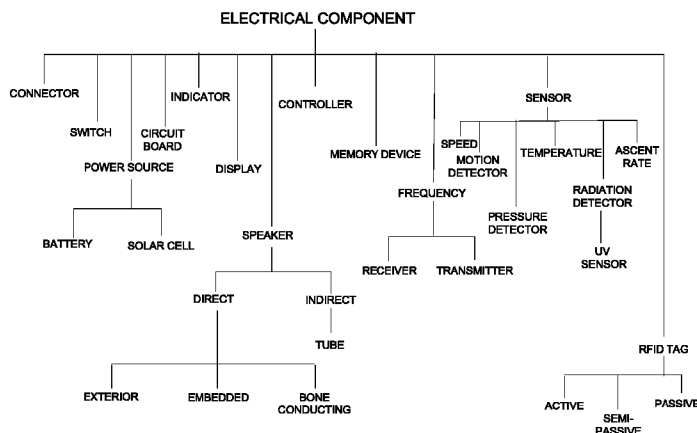 ELECTRICAL COMPONENT
CONNECTOR
SWITCH
POWER SOURCE
BATTERY
SOLAR CELL
CIRCUIT
BOARD
INDICATOR
DISPLAY
SPEAKER
DIRECT
EXTERIOR
EMBEDDED
BONE
CONDUCTING
INDIRECT
TUBE
CONTROLLER
MEMORY DEVICE
FREQUENCY
RECEIVER
TRANSMITTER
SENSOR
SPEED
MOTION
DETECTOR
PRESSURE
DETECTOR
TEMPERATURE
RADIATION
DETECTOR
UV
SENSOR
ASCENT
RATE
RFID TAG
ACTIVE
SEMI-
PASSIVE
PASSIVE